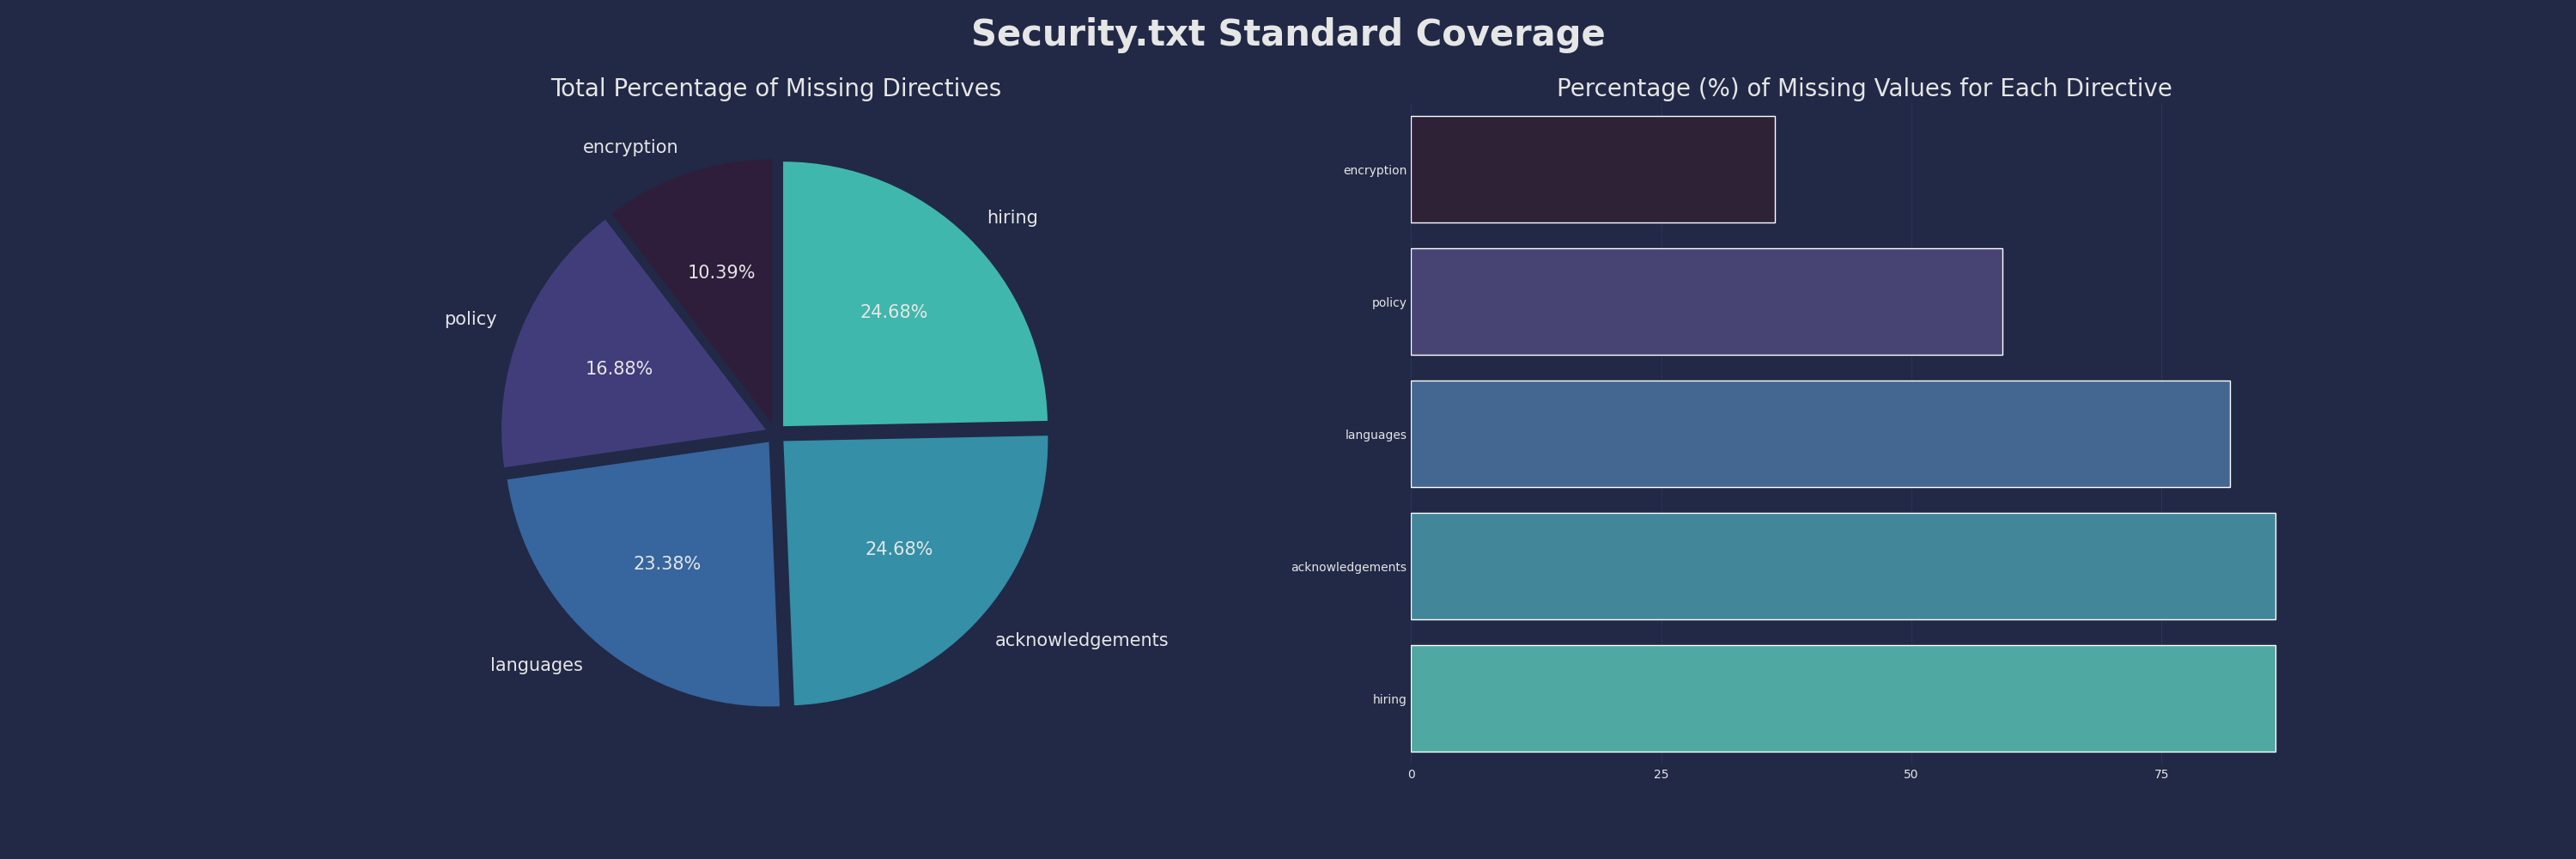 Security.txt Standard Coverage
Total Percentage of Missing Directives
encryption
hiring
10.39%
24.68%
policy
16.88%
24.68%
23.38%
acknowledgements
languages
Percentage (%) of Missing Values for Each Directive
encryption
policy
languages
acknowledgements
hiring
0 25 50 75